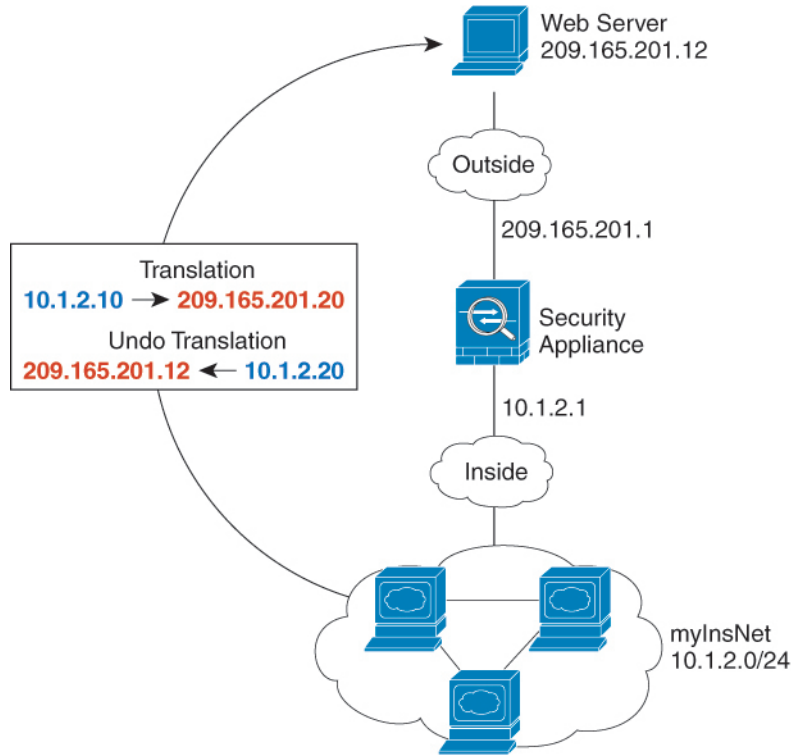 Web Server
209.165.201.12
Outside
209.165.201.1
Translation
10.1.2.10 → 209.165.201.20
Undo Translation
209.165.201.12 ← 10.1.2.20
Security
Appliance
10.1.2.1
Inside
myInsNet
10.1.2.0/24